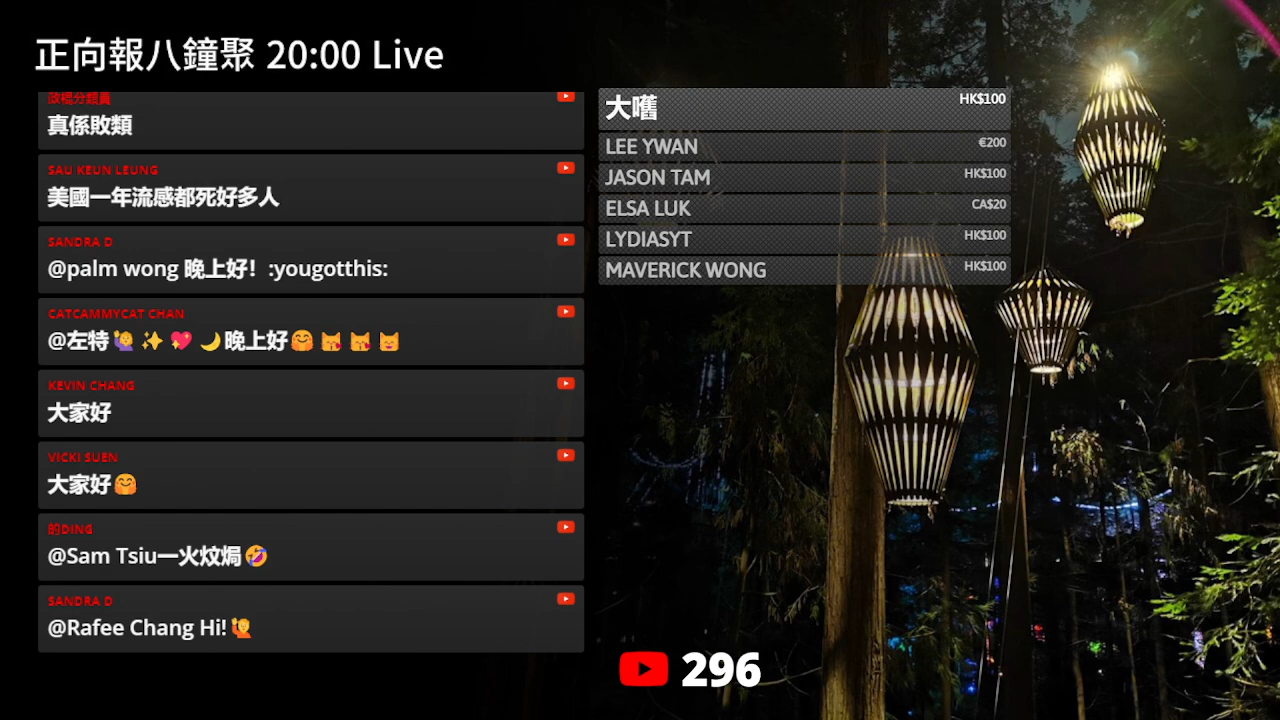 正向報八鐘聚 20:00 Live
真係敗類
SAU KEUN LEUNG
美國一年流感都死好多人
SANDRA D
@palm wong 晚上好！:yougotthis:
CATCAMMYCAT CHAN
@左特🙋✨💖🌙晚上好🤗😽😽😺
KEVIN CHANG
大家好
VICKI SUEN
大家好🤗
的DING
@Sam Tsiu一火炆焗🤣
SANDRA D
@Rafee Chang Hi!🙋
大嚿 HK$100
LEE YWAN €200
JASON TAM HK$100
ELSA LUK CA$20
LYDIASYT HK$100
MAVERICK WONG HK$100
296